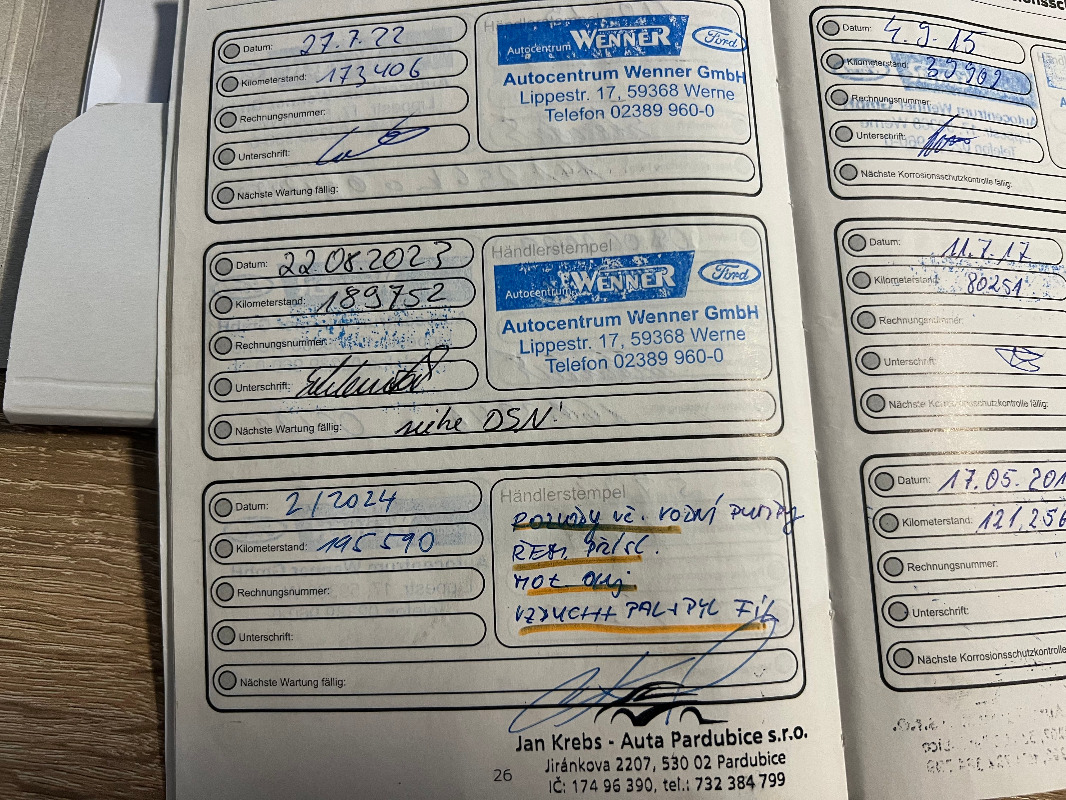 Datum: 27.7.22
Kilometerstand: 173406
Rechnungsnummer:
Unterschrift:
Nächste Wartung fällig:
Autocentrum WENNER Ford
Autocentrum Wenner GmbH
Lippestr. 17, 59368 Werne
Telefon 02389 960-0
Datum: 22.08.2023
Kilometerstand: 189752
Rechnungsnummer:
Unterschrift:
Nächste Wartung fällig: siehe OSN!
Händlerstempel
Autocentrum WENNER Ford
Autocentrum Wenner GmbH
Lippestr. 17, 59368 Werne
Telefon 02389 960-0
Datum: 2/2024
Kilometerstand: 195590
Rechnungsnummer:
Unterschrift:
Nächste Wartung fällig:
Händlerstempel
ROZVODY VČ. VODNÍ PUMPY
ŘEM. PŘÍSL.
MOT OLEJ
VZDUCH+ PAL+PYL FIL
Jan Krebs - Auta Pardubice s.r.o.
Jiránkova 2207, 530 02 Pardubice
IČ: 174 96 390, tel.: 732 384 799
26
Datum: 4.9.15
Kilometerstand: 39902
Rechnungsnummer:
Unterschrift:
Nächste Korrosionsschutzkontrolle fällig:
Datum: 11.7.17
Kilometerstand: 80251
Rechnungsnummer:
Unterschrift:
Nächste Korrosionsschutzkontrolle fällig:
Datum: 17.05.201
Kilometerstand: 121,256
Rechnungsnummer:
Unterschrift:
Nächste Korrosionsschutzkontrolle